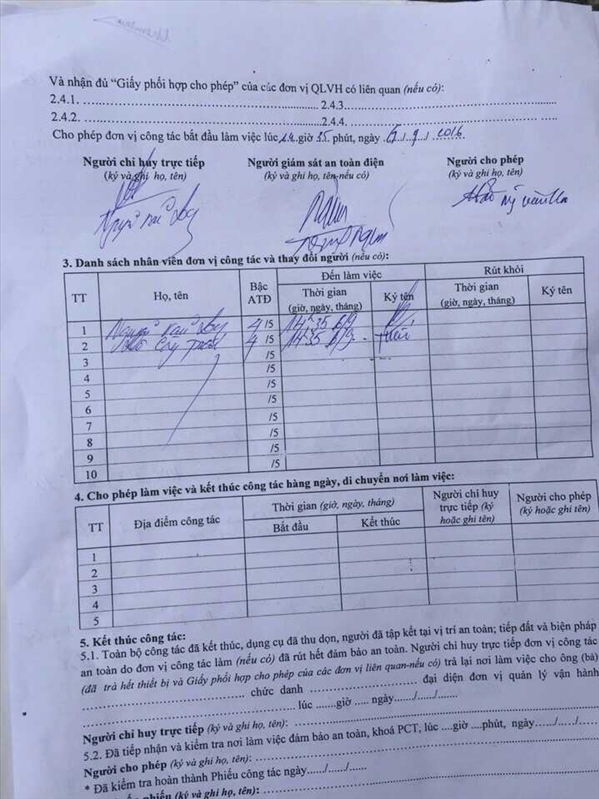 Và nhận đủ "Giấy phối hợp cho phép" của các đơn vị QLVH có liên quan (nếu có):
2.4.1. ........................ 2.4.3. ........................
2.4.2. ........................ 2.4.4. ........................
Cho phép đơn vị công tác bắt đầu làm việc lúc 14 giờ 35 phút, ngày 6/9/2016
Người chỉ huy trực tiếp Người giám sát an toàn điện Người cho phép
(ký và ghi họ, tên) (ký và ghi họ, tên-nếu có) (ký và ghi họ, tên)
3. Danh sách nhân viên đơn vị công tác và thay đổi người (nếu có):
TT Họ, tên Bậc ATĐ Đến làm việc Rút khỏi
Thời gian (giờ, ngày, tháng) Ký tên Thời gian (giờ, ngày, tháng) Ký tên
1 4/5 14h35 6/9
2 4/5 14h35 6/9
3 /5
4 /5
5 /5
6 /5
7 /5
8 /5
9 /5
10 /5
4. Cho phép làm việc và kết thúc công tác hàng ngày, di chuyển nơi làm việc:
TT Địa điểm công tác Thời gian (giờ, ngày, tháng) Người chỉ huy trực tiếp (ký hoặc ghi tên) Người cho phép (ký hoặc ghi tên)
Bắt đầu Kết thúc
1
2
3
4
5
5. Kết thúc công tác:
5.1. Toàn bộ công tác đã kết thúc, dụng cụ đã thu dọn, người đã tập kết tại vị trí an toàn; tiếp đất và biện pháp
an toàn do đơn vị công tác làm (nếu có) đã rút hết đảm bảo an toàn. Người chỉ huy trực tiếp đơn vị công tác
(đã trả hết thiết bị và Giấy phối hợp cho phép của các đơn vị liên quan-nếu có) trả lại nơi làm việc cho ông (bà)
........................ chức danh ........................ đại diện đơn vị quản lý vận hành
........................ lúc .......giờ ..... ngày......./....../.......
Người chỉ huy trực tiếp (ký và ghi họ, tên): ........................
5.2. Đã tiếp nhận và kiểm tra nơi làm việc đảm bảo an toàn, khoá PCT, lúc ....giờ ....phút, ngày....../...../.....
Người cho phép (ký và ghi họ, tên): ........................
* Đã kiểm tra hoàn thành Phiếu công tác ngày....../....../.....
phiếu (ký và ghi họ, tên): ........................